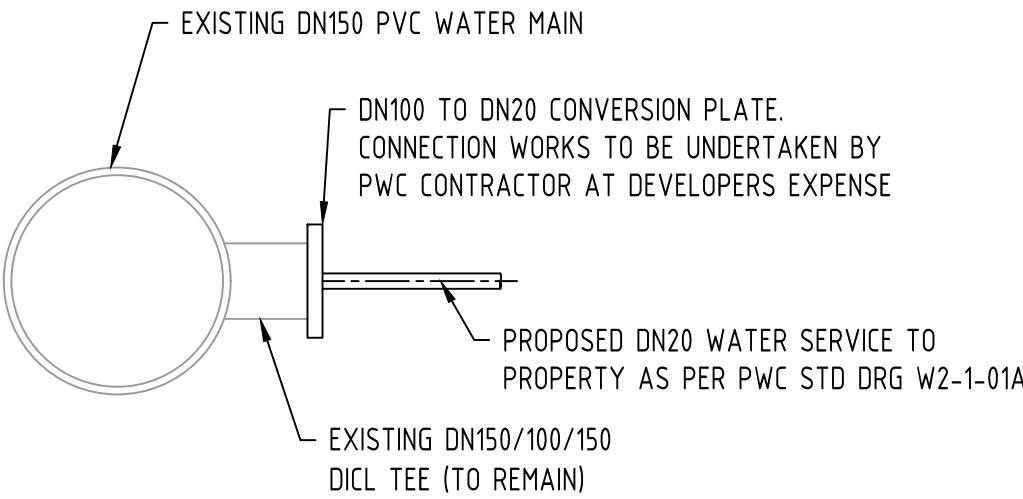 EXISTING DN150 PVC WATER MAIN
DN100 TO DN20 CONVERSION PLATE.
CONNECTION WORKS TO BE UNDERTAKEN BY
PWC CONTRACTOR AT DEVELOPERS EXPENSE
PROPOSED DN20 WATER SERVICE TO
PROPERTY AS PER PWC STD DRG W2-1-01A
EXISTING DN150/100/150
DICL TEE (TO REMAIN)